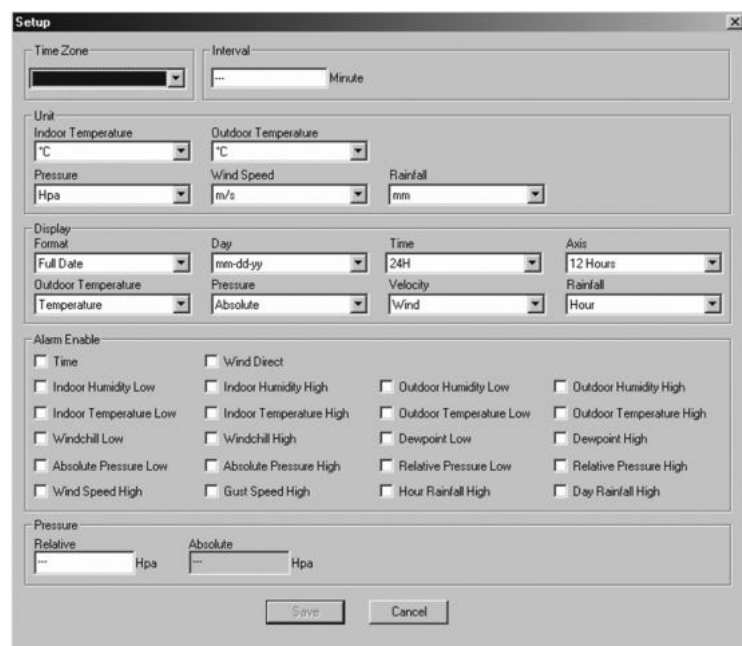 Setup
Time Zone Interval
--- Minute
Unit
Indoor Temperature Outdoor Temperature
°C °C
Pressure Wind Speed Rainfall
Hpa m/s mm
Display
Format Day Time Axis
Full Date mm-dd-yy 24H 12 Hours
Outdoor Temperature Pressure Velocity Rainfall
Temperature Absolute Wind Hour
Alarm Enable
Time Wind Direct
Indoor Humidity Low Indoor Humidity High Outdoor Humidity Low Outdoor Humidity High
Indoor Temperature Low Indoor Temperature High Outdoor Temperature Low Outdoor Temperature High
Windchill Low Windchill High Dewpoint Low Dewpoint High
Absolute Pressure Low Absolute Pressure High Relative Pressure Low Relative Pressure High
Wind Speed High Gust Speed High Hour Rainfall High Day Rainfall High
Pressure
Relative Absolute
--- Hpa --- Hpa
Save Cancel